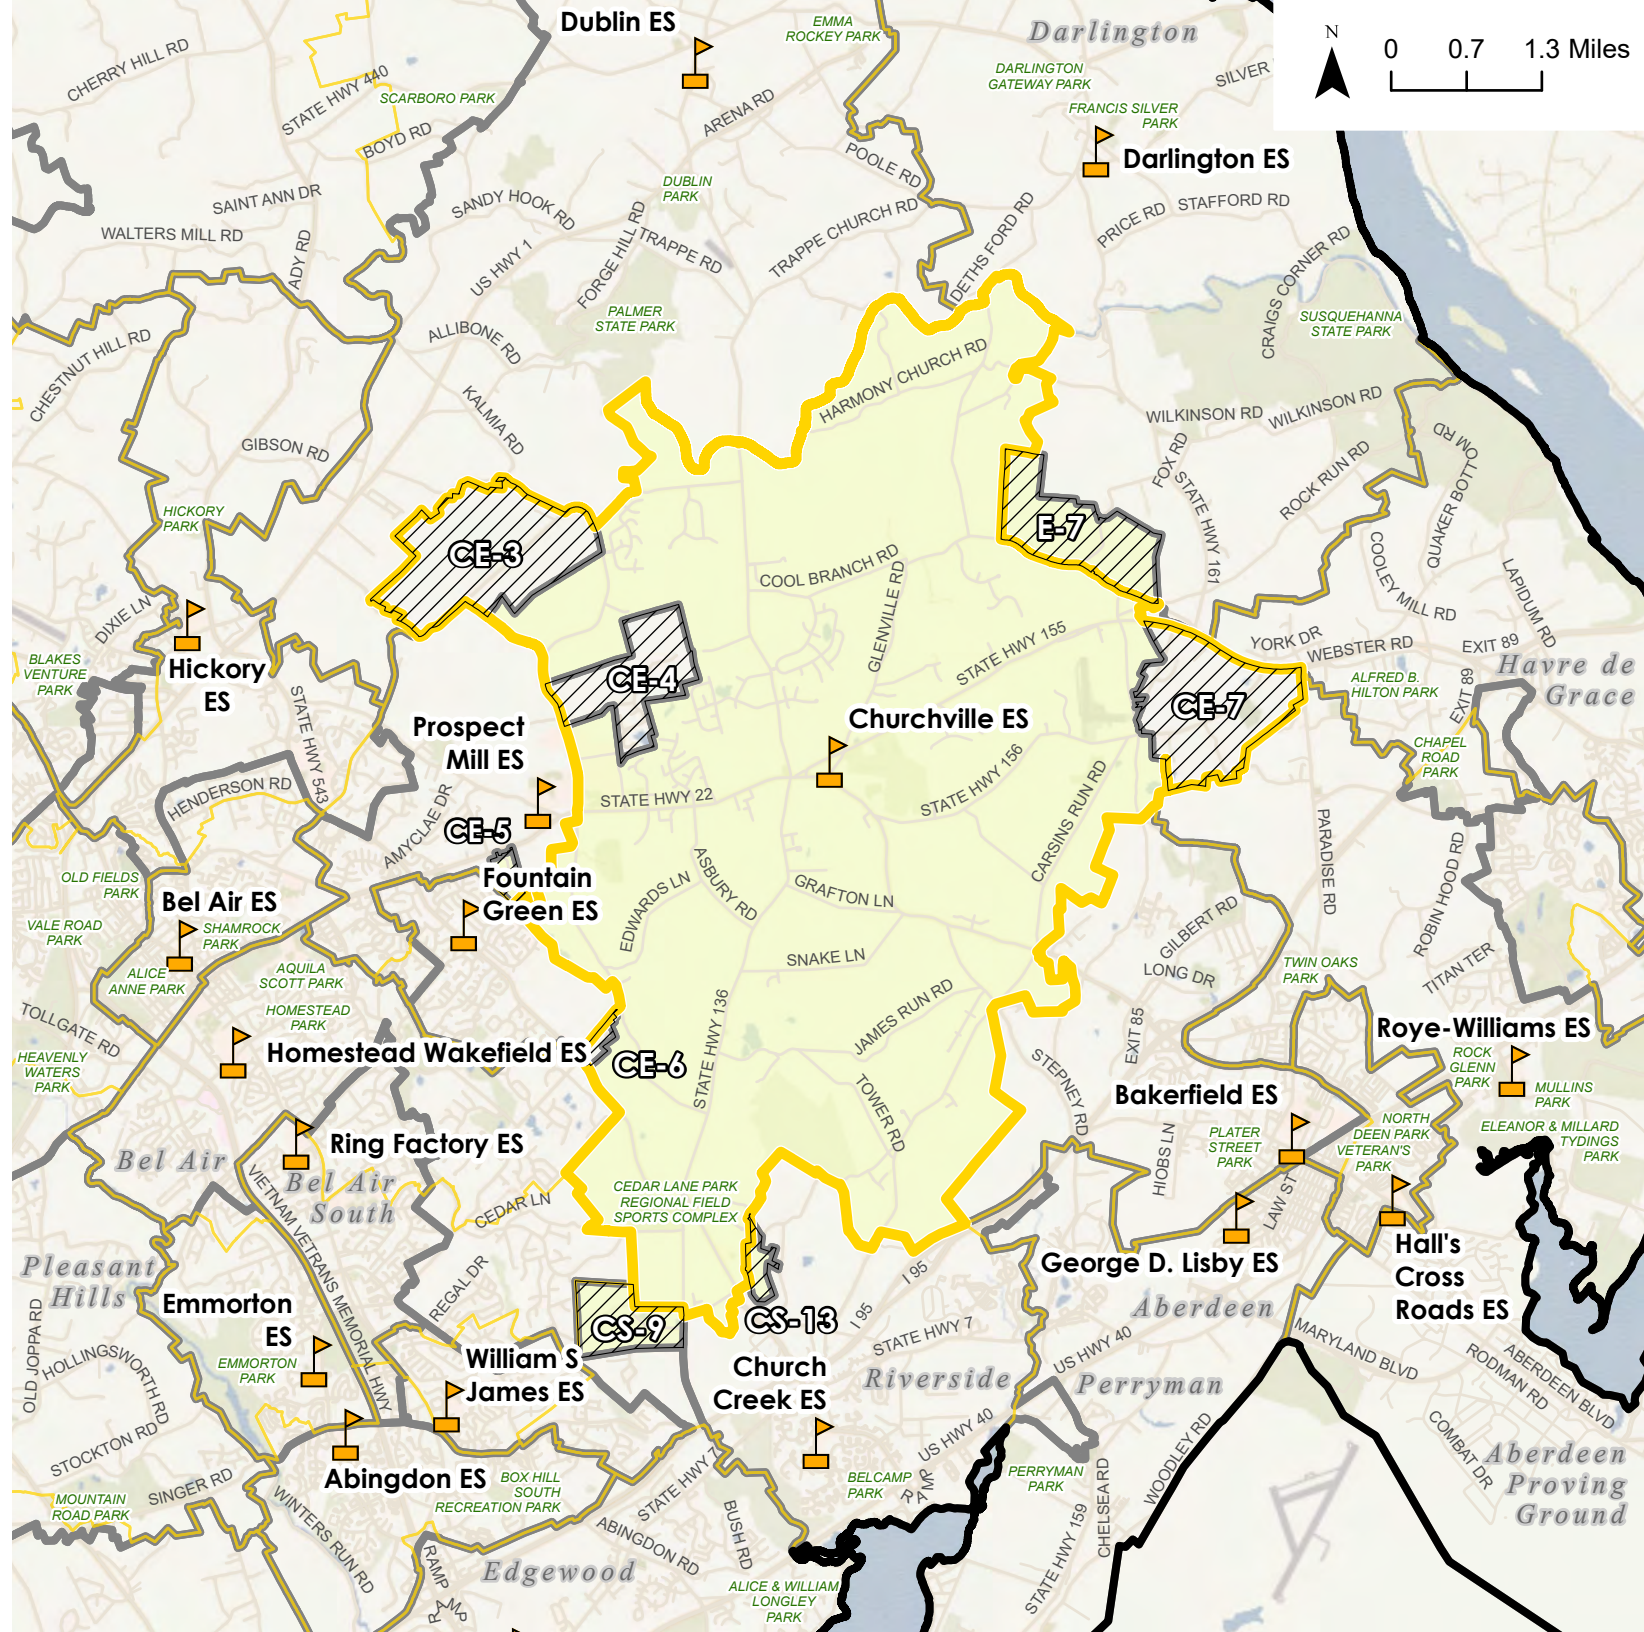 Dublin ES
EMMA
ROCKEY PARK
Darlington
N
0 0.7 1.3 Miles
CHERRY HILL RD
STATE HWY 440
SCARBORO PARK
BOYD RD
ARENA RD
DARLINGTON
GATEWAY PARK
SILVER
FRANCIS SILVER
PARK
Darlington ES
POOLE RD
SAINT ANN DR
WALTERS MILL RD
ADY RD
SANDY HOOK RD
DUBLIN
PARK
US HWY 1
FORGE HILL RD
TRAPPE RD
TRAPPE CHURCH RD
DETHS FORD RD
PRICE RD
STAFFORD RD
CRAIGS CORNER RD
SUSQUEHANNA
STATE PARK
PALMER
STATE PARK
CHESTNUT HILL RD
ALLIBONE RD
KALMIA RD
HARMONY CHURCH RD
GIBSON RD
WILKINSON RD
WILKINSON RD
FOX RD
STATE HWY 161
ROCK RUN RD
QUAKER BOTTOM RD
HICKORY
PARK
CE-3
E-7
COOL BRANCH RD
GLENVILLE RD
COOLEY MILL RD
LAPIDUM RD
DIXIE LN
Hickory
ES
BLAKES
VENTURE
PARK
CE-4
STATE HWY 155
YORK DR
WEBSTER RD
EXIT 89
EXIT 89
Havre de
Grace
ALFRED B.
HILTON PARK
CE-7
STATE HWY 543
Prospect
Mill ES
Churchville ES
CHAPEL
ROAD
PARK
HENDERSON RD
AMYCLAE DR
STATE HWY 22
STATE HWY 156
CARSINS RUN RD
PARADISE RD
ROBIN HOOD RD
CE-5
Fountain
Green ES
OLD FIELDS
PARK
Bel Air ES
SHAMROCK
PARK
VALE ROAD
PARK
ALICE
ANNE PARK
EDWARDS LN
ASBURY RD
GRAFTON LN
SNAKE LN
GILBERT RD
LONG DR
TWIN OAKS
PARK
TITAN TER
AQUILA
SCOTT PARK
HOMESTEAD
PARK
TOLLGATE RD
HEAVENLY
WATERS
PARK
Homestead Wakefield ES
CE-6
STATE HWY 136
JAMES RUN RD
TOWER RD
STEPNEY RD
EXIT 85
Roye-Williams ES
ROCK
GLENN
PARK
MULLINS
PARK
Bakerfield ES
Ring Factory ES
Bel Air
Bel Air
South
VIETNAM VETRANS MEMORIAL HWY
CEDAR LN
CEDAR LANE PARK
REGIONAL FIELD
SPORTS COMPLEX
HIOBS LN
PLATER
STREET
PARK
LAW ST
NORTH
DEEN PARK
VETERAN'S
PARK
ELEANOR & MILLARD
TYDINGS
PARK
George D. Lisby ES
Hall's
Cross
Roads ES
Pleasant
Hills
REGAL DR
Emmorton
ES
EMMORTON
PARK
OLD JOPPA RD
HOLLINGSWORTH RD
CS-9
CS-13
I 95
I 95
STATE HWY 7
Aberdeen
US HWY 40
MARYLAND BLVD
RODMAN RD
ABERDEEN BLVD
William S
James ES
Church
Creek ES
Riverside
Perryman
STOCKTON RD
SINGER RD
Abingdon ES
BOX HILL
SOUTH
RECREATION PARK
STATE HWY 7
US HWY 40
BELCAMP
PARK
RAMP
PERRYMAN
PARK
CHELSEA RD
WOODLEY RD
COMBAT DR
Aberdeen
Proving
Ground
MOUNTAIN
ROAD PARK
WINTERS RUN RD
RAMP
RAMP
Edgewood
ABINGDON RD
BUSH RD
ALICE & WILLIAM
LONGLEY
PARK
STATE HWY 159